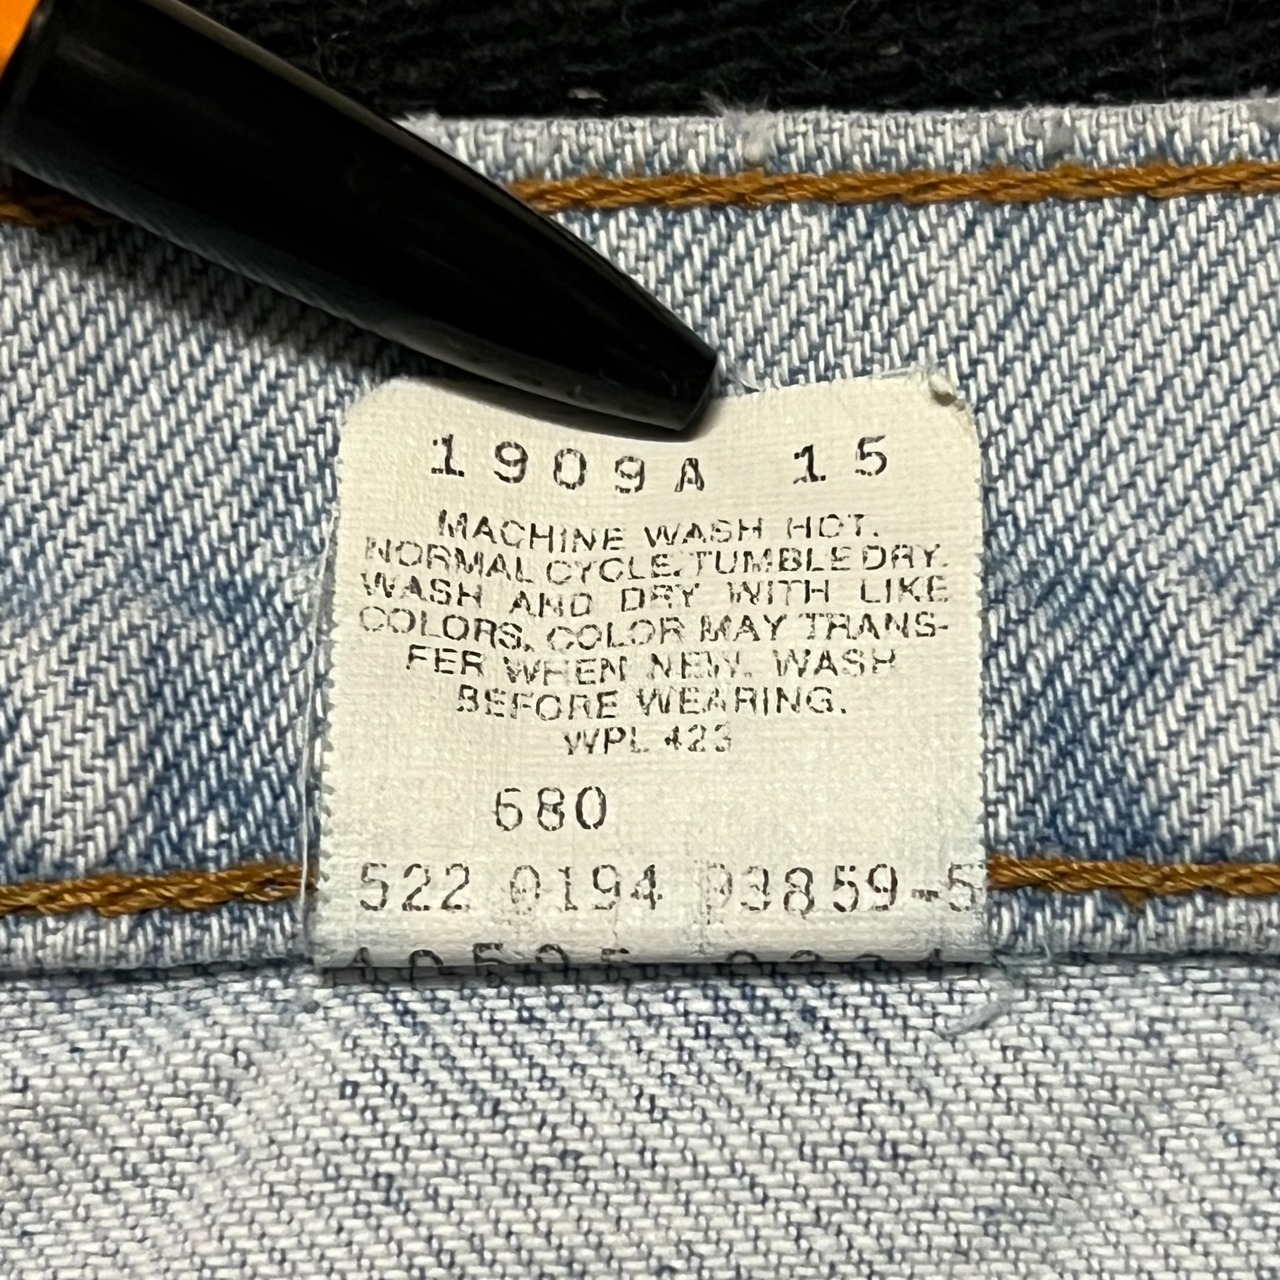 1909A 15
MACHINE WASH HOT.
NORMAL CYCLE. TUMBLE DRY.
WASH AND DRY WITH LIKE
COLORS. COLOR MAY TRANS-
FER WHEN NEW. WASH
BEFORE WEARING.
WPL 423
680
522 0194 93859-5